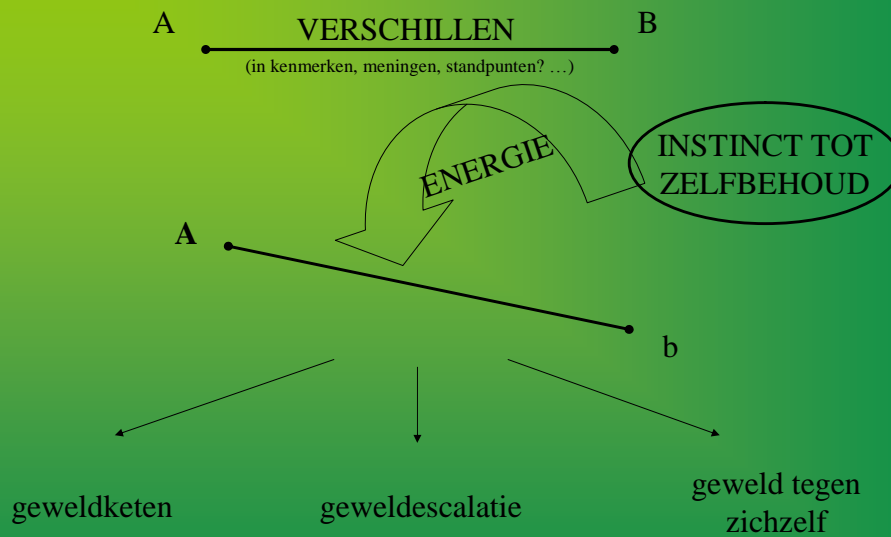 A VERSCHILLEN B
(in kenmerken, meningen, standpunten? …)
ENERGIE
INSTINCT TOT
ZELFBEHOUD
A
b
geweldketen
geweldescalatie
geweld tegen
zichzelf